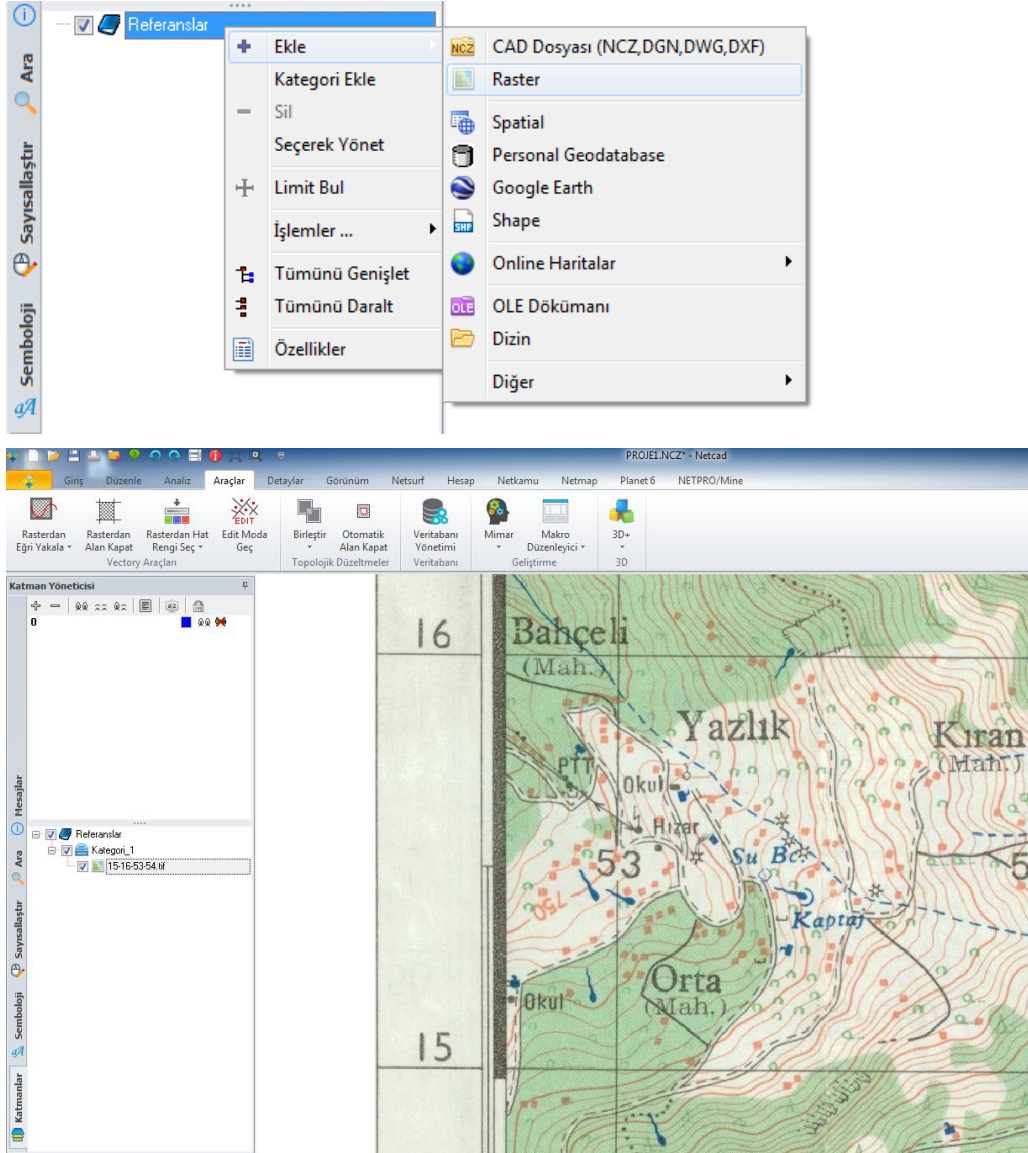 Referanslar
Ekle
Kategori Ekle
Sil
Seçerek Yönet
Limit Bul
İşlemler ...
Tümünü Genişlet
Tümünü Daralt
Özellikler
NCZ CAD Dosyası (NCZ,DGN,DWG,DXF)
Raster
Spatial
Personal Geodatabase
Google Earth
SHP Shape
Online Haritalar
OLE OLE Dökümanı
Dizin
Diğer
Ara
Sayısallaştır
Semboloji
PROJE1.NCZ* - Netcad
Giriş Düzenle Analiz Araçlar Detaylar Görünüm Netsurf Hesap Netkamu Netmap Planet 6 NETPRO/Mine
EDIT
Rasterdan Rasterdan Rasterdan Hat Edit Moda Birleştir Otomatik Veritabanı Mimar Makro 3D+
Eğri Yakala Alan Kapat Rengi Seç Geç Alan Kapat Yönetimi Düzenleyici
Vectory Araçları Topolojik Düzeltmeler Veritabanı Geliştirme 3D
Katman Yöneticisi
0
Referanslar
Kategori_1
15-16-53-54.tif
Mesajlar
Ara
Sayısallaştır
Semboloji
Katmanlar
16
Bahçeli
(Mah.)
Yazlık
Kıran
(Mah.)
PTT
Okul
Hızar
53
Su Bc.
5
750
Kaptaj
Orta
(Mah.)
Okul
15